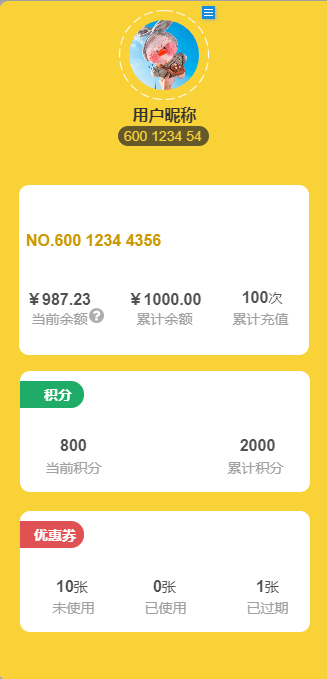 用户昵称
600 1234 54
NO.600 1234 4356
￥987.23 ￥1000.00 100次
当前余额? 累计余额 累计充值
积分
800 2000
当前积分 累计积分
优惠券
10张 0张 1张
未使用 已使用 已过期